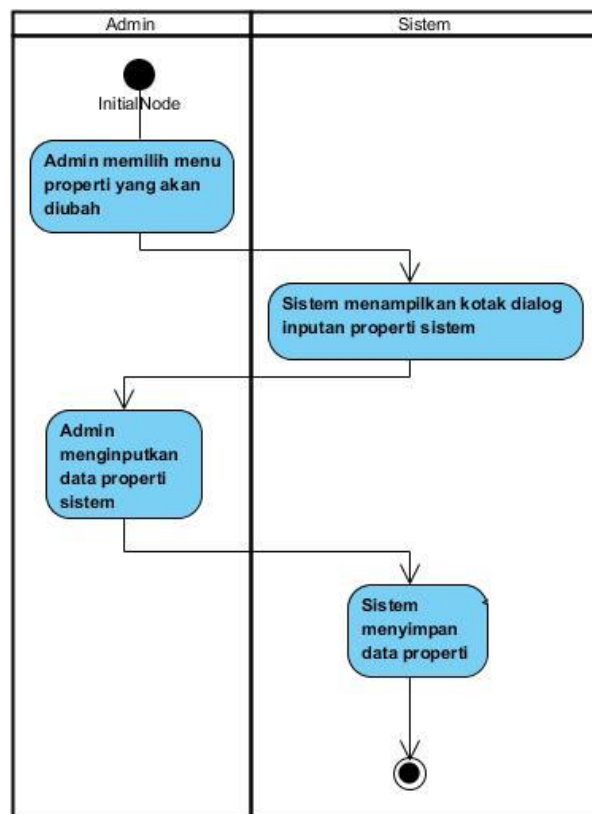 Admin
Sistem
InitialNode
Admin memilih menu
properti yang akan
diubah
Sistem menampilkan kotak dialog
inputan properti sistem
Admin
menginputkan
data properti
sistem
Sistem
menyimpan
data properti